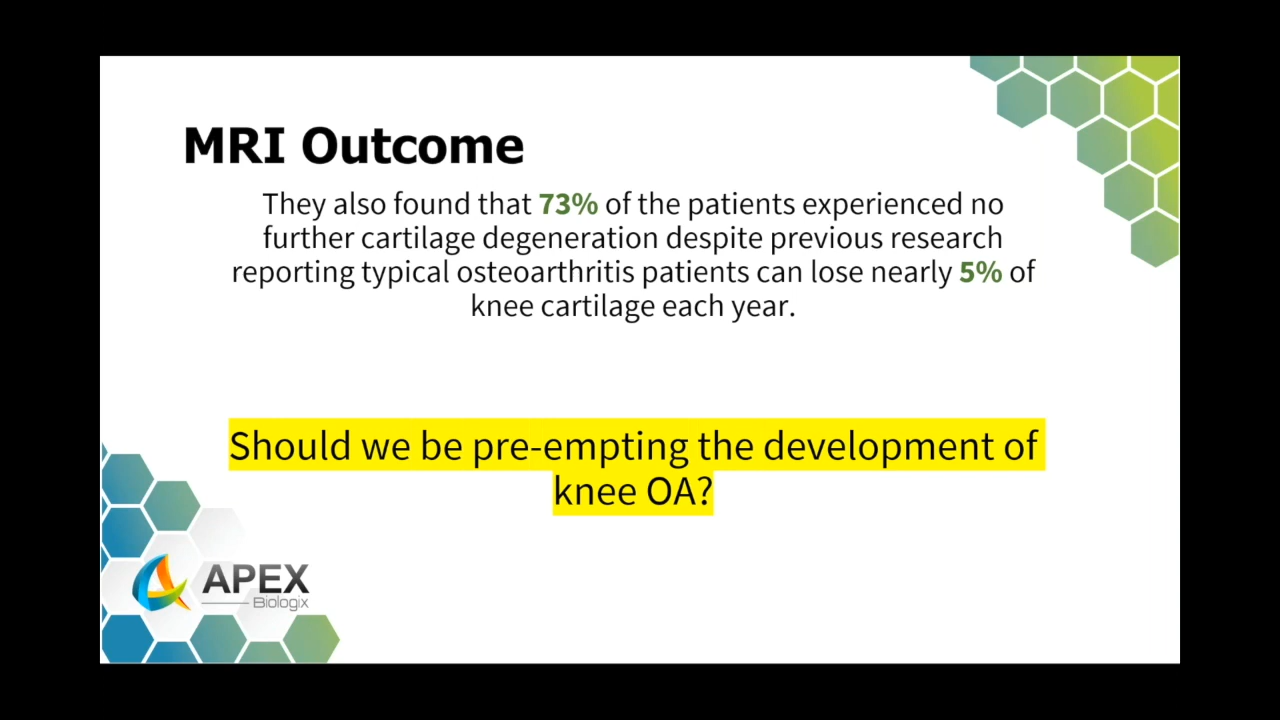 MRI Outcome
They also found that 73% of the patients experienced no
further cartilage degeneration despite previous research
reporting typical osteoarthritis patients can lose nearly 5% of
knee cartilage each year.
Should we be pre-empting the development of
knee OA?
APEX
Biologix